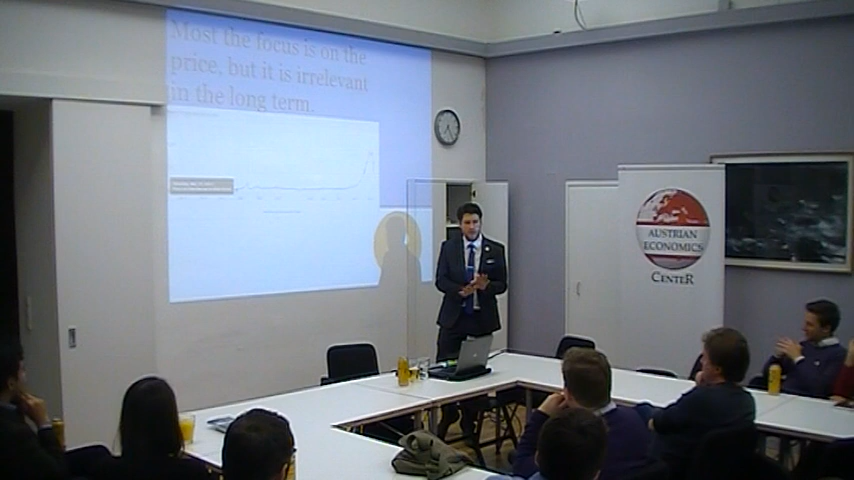 Most the focus is on the
price, but it is irrelevant
in the long term.
AUSTRIAN
ECONOMICS
CENTER